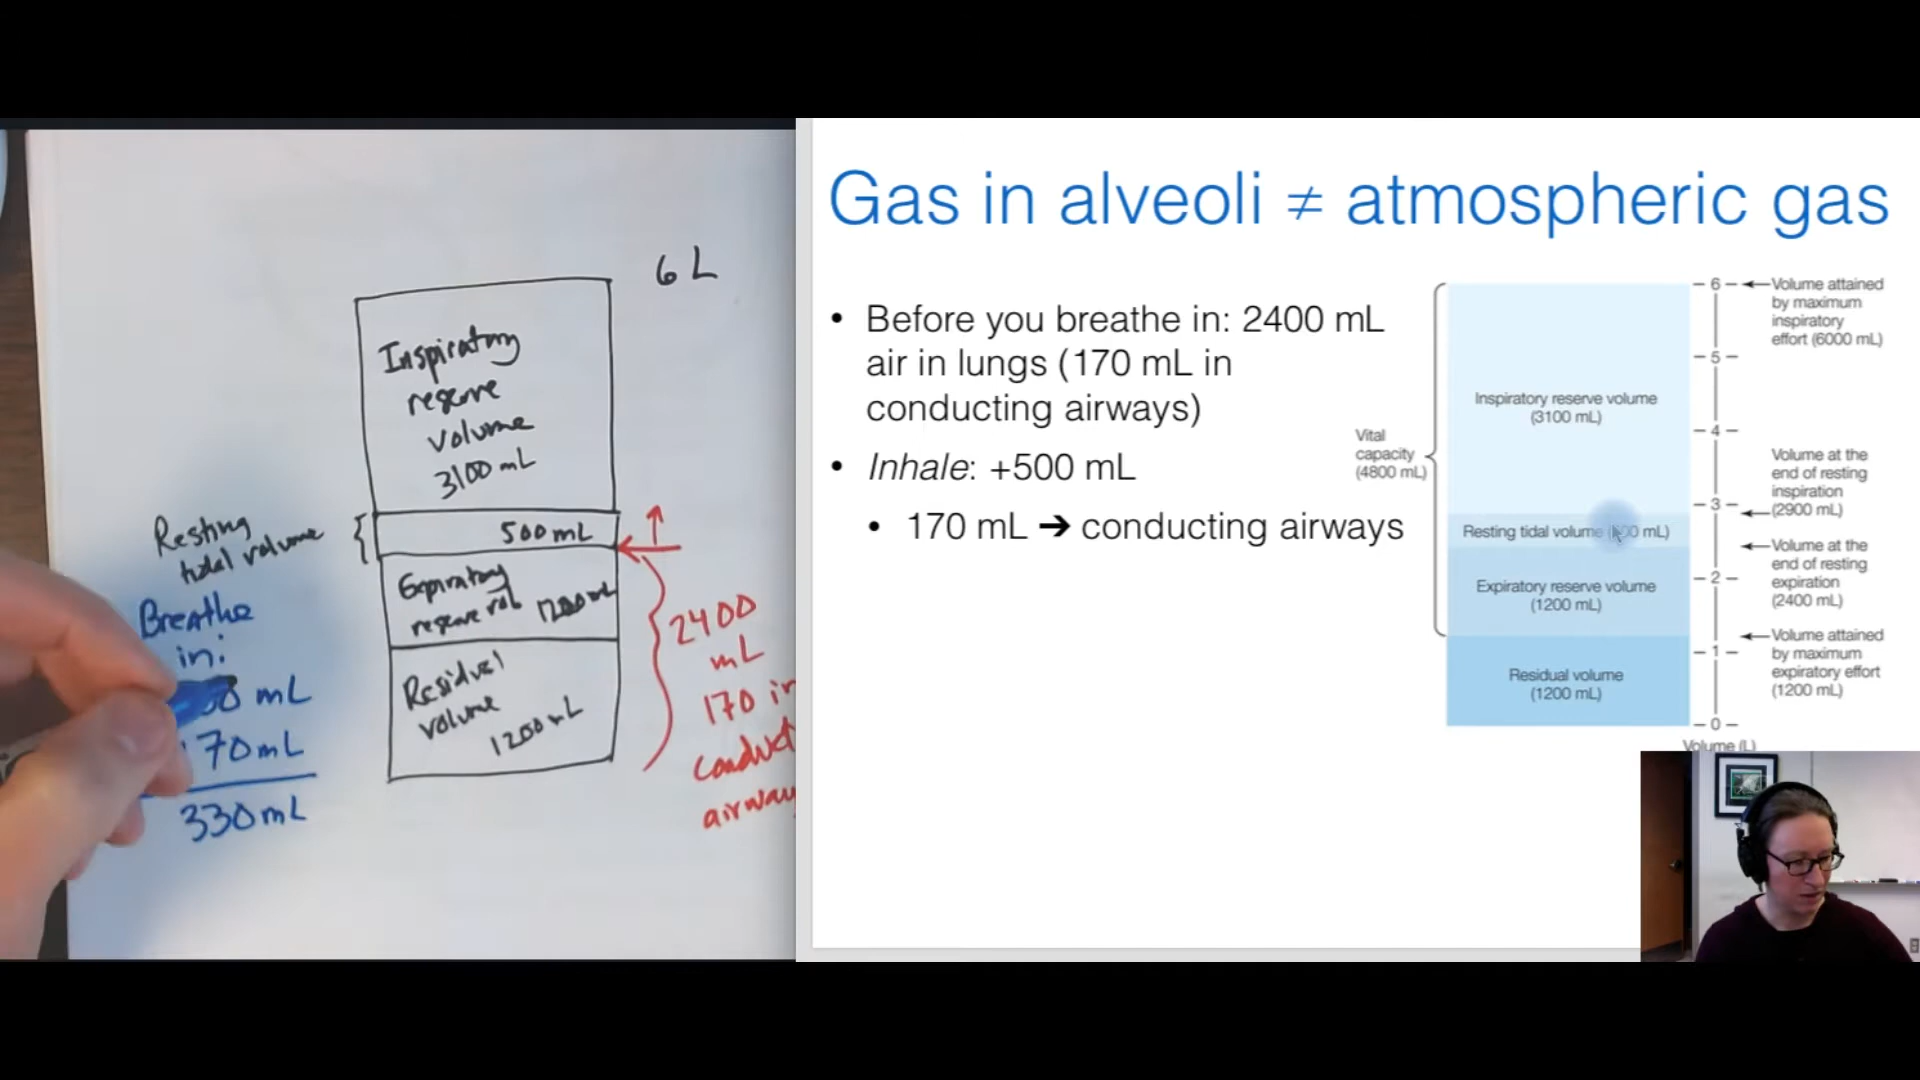 6 L
Inspiratory
reserve
volume
3100 mL
Resting
tidal volume
500 mL
Expiratory
reserve vol 1200 mL
Residual
volume
1200 mL
Breathe
in:
mL
70 mL
330 mL
2400
mL
170 in
conduct
airway
Gas in alveoli ≠ atmospheric gas
• Before you breathe in: 2400 mL
air in lungs (170 mL in
conducting airways)
• Inhale: +500 mL
• 170 mL ➔ conducting airways
Vital
capacity
(4800 mL)
Inspiratory reserve volume
(3100 mL)
Resting tidal volume (500 mL)
Expiratory reserve volume
(1200 mL)
Residual volume
(1200 mL)
6
5
4
3
2
1
0
Volume (L)
Volume attained
by maximum
inspiratory
effort (6000 mL)
Volume at the
end of resting
inspiration
(2900 mL)
Volume at the
end of resting
expiration
(2400 mL)
Volume attained
by maximum
expiratory effort
(1200 mL)